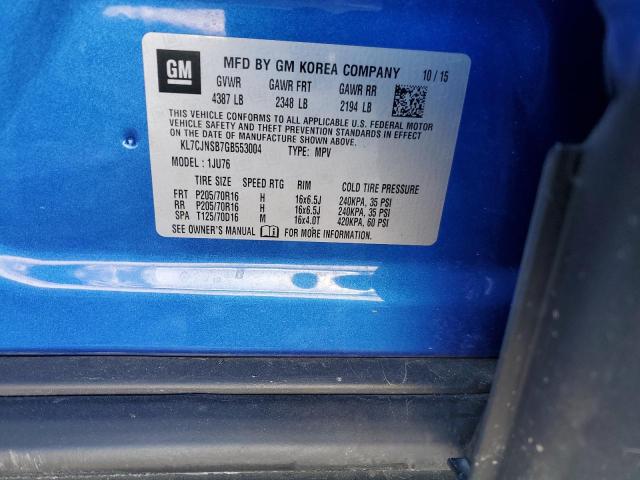 GM
MFD BY GM KOREA COMPANY 10/15
GVWR GAWR FRT GAWR RR
4387 LB 2348 LB 2194 LB
THIS VEHICLE CONFORMS TO ALL APPLICABLE U.S. FEDERAL MOTOR
VEHICLE SAFETY, BUMPER, AND THEFT PREVENTION STANDARDS IN EFFECT
ON THE DATE OF MANUFACTURE SHOWN ABOVE.
KL7CJNSB7GB553004 TYPE: MPV
MODEL: 1JU76
TIRE SIZE SPEED RTG RIM COLD TIRE PRESSURE
FRT P205/70R16 H 16x6.5J 240KPA, 35 PSI
RR P205/70R16 H 16x6.5J 240KPA, 35 PSI
SPA T125/70D16 M 16x4.0T 420KPA, 60 PSI
SEE OWNER'S MANUAL FOR MORE INFORMATION.